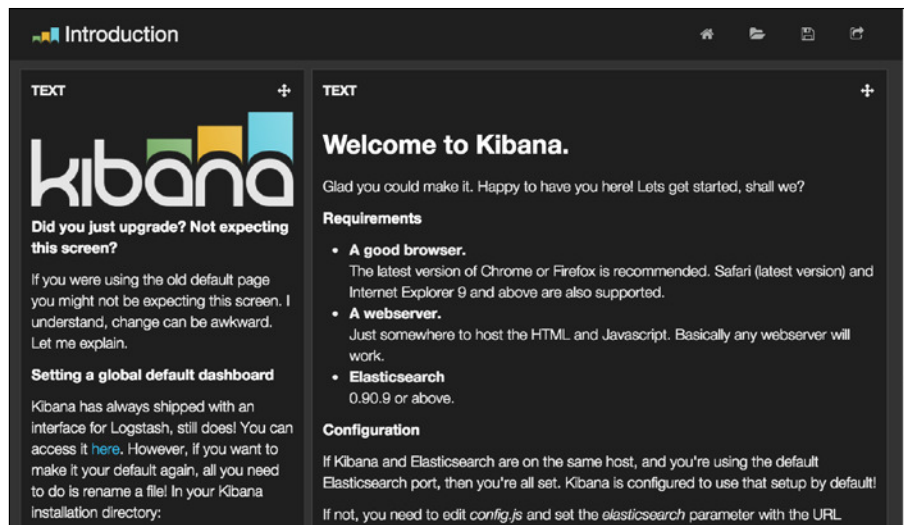 Introduction
TEXT
kibana
Did you just upgrade? Not expecting
this screen?
If you were using the old default page
you might not be expecting this screen. I
understand, change can be awkward.
Let me explain.
Setting a global default dashboard
Kibana has always shipped with an
interface for Logstash, still does! You can
access it here. However, if you want to
make it your default again, all you need
to do is rename a file! In your Kibana
installation directory:
TEXT
Welcome to Kibana.
Glad you could make it. Happy to have you here! Lets get started, shall we?
Requirements
• A good browser.
The latest version of Chrome or Firefox is recommended. Safari (latest version) and
Internet Explorer 9 and above are also supported.
• A webserver.
Just somewhere to host the HTML and Javascript. Basically any webserver will
work.
• Elasticsearch
0.90.9 or above.
Configuration
If Kibana and Elasticsearch are on the same host, and you're using the default
Elasticsearch port, then you're all set. Kibana is configured to use that setup by default!
If not, you need to edit config.js and set the elasticsearch parameter with the URL